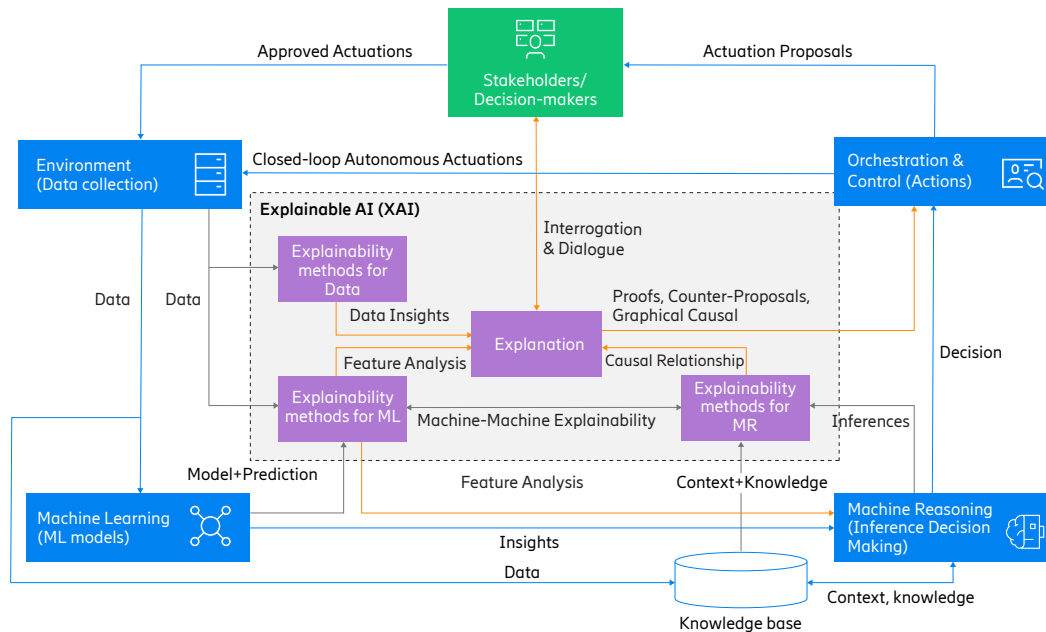 Approved Actuations
Actuation Proposals
Stakeholders/
Decision-makers
Environment
(Data collection)
Closed-loop Autonomous Actuations
Orchestration &
Control (Actions)
Explainable AI (XAI)
Interrogation
& Dialogue
Explainability
methods for
Data
Data
Data
Data Insights
Proofs, Counter-Proposals,
Graphical Causal
Explanation
Feature Analysis
Causal Relationship
Decision
Explainability
methods for ML
Machine-Machine Explainability
Explainability
methods for
MR
Inferences
Model+Prediction
Feature Analysis
Context+Knowledge
Machine Learning
(ML models)
Insights
Machine Reasoning
(Inference Decision
Making)
Data
Context, knowledge
Knowledge base